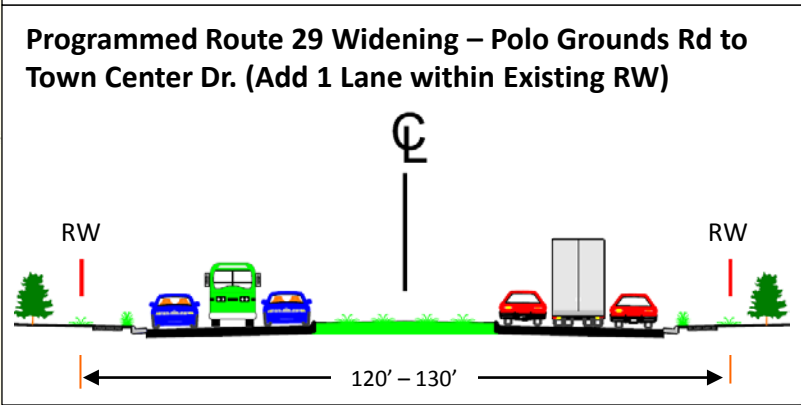 Programmed Route 29 Widening – Polo Grounds Rd to
Town Center Dr. (Add 1 Lane within Existing RW)
℄
RW
RW
120’ – 130’